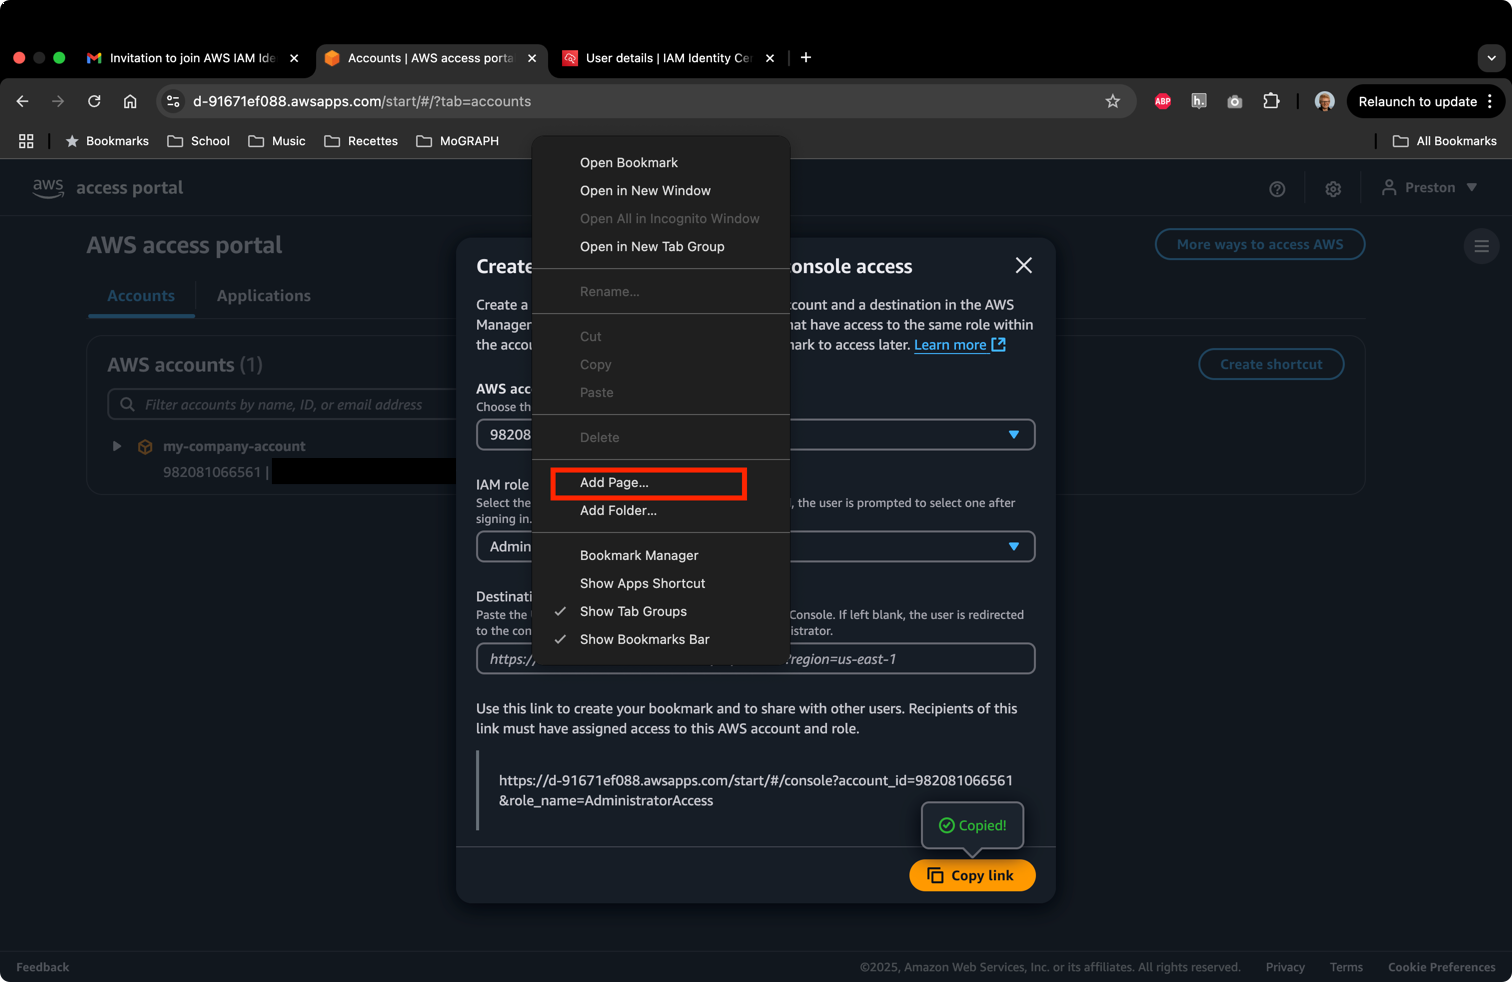 Invitation to join AWS IAM Ide
Accounts | AWS access porta
User details | IAM Identity Cen
d-91671ef088.awsapps.com/start/#/?tab=accounts
ABP
h.
Relaunch to update
Bookmarks
School
Music
Recettes
MoGRAPH
All Bookmarks
aws access portal
Preston
AWS access portal
More ways to access AWS
Accounts
Applications
AWS accounts (1)
Create shortcut
Filter accounts by name, ID, or email address
my-company-account
982081066561 |
Open Bookmark
Open in New Window
Open All in Incognito Window
Open in New Tab Group
Rename...
Cut
Copy
Paste
Delete
Add Page...
Add Folder...
Bookmark Manager
Show Apps Shortcut
Show Tab Groups
Show Bookmarks Bar
Create console access
Create a count and a destination in the AWS
Manager hat have access to the same role within
the accou mark to access later. Learn more
AWS acc
Choose th
98208
IAM role
Select the , the user is prompted to select one after
signing in.
Admin
Destinati
Paste the Console. If left blank, the user is redirected
to the con istrator.
https:/ ?region=us-east-1
Use this link to create your bookmark and to share with other users. Recipients of this
link must have assigned access to this AWS account and role.
https://d-91671ef088.awsapps.com/start/#/console?account_id=982081066561
&role_name=AdministratorAccess
Copied!
Copy link
Feedback
©2025, Amazon Web Services, Inc. or its affiliates. All rights reserved.
Privacy
Terms
Cookie Preferences